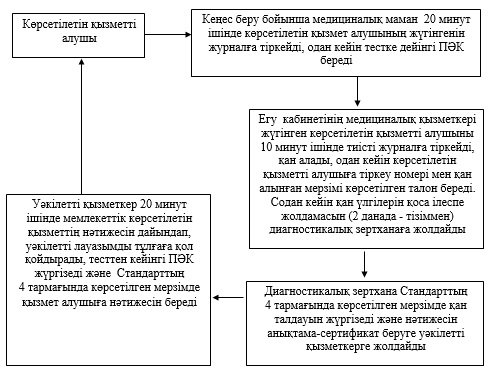 Көрсетілетін қызметті
алушы
Кеңес беру бойынша медициналық маман 20 минут
ішінде көрсетілетін қызмет алушының жүгінгенін
журналға тіркейді, одан кейін тестке дейінгі ПӘК
береді
Егу кабинетінің медициналық қызметкері
жүгінген көрсетілетін қызметті алушыны
10 минут ішінде тиісті журналға тіркейді,
қан алады, одан кейін көрсетілетін
қызметті алушыға тіркеу номері мен қан
алынған мерзімі көрсетілген талон береді.
Содан кейін қан үлгілерін қоса ілеспе
жолдамасын (2 данада - тізіммен)
диагностикалық зертханаға жолдайды
Диагностикалық зертхана Стандарттың
4 тармағында көрсетілген мерзімде қан
талдауын жүргізеді және нәтижесін
анықтама-сертификат беруге уәкілетті
қызметкерге жолдайды
Уәкілетті қызметкер 20 минут
ішінде мемлекеттік көрсетілетін
қызметтің нәтижесін дайындап,
уәкілетті лауазымды тұлғаға қол
қойдырады, тесттен кейінгі ПӘК
жүргізеді және Стандарттың
4 тармағында көрсетілген мерзімде
қызмет алушыға нәтижесін береді